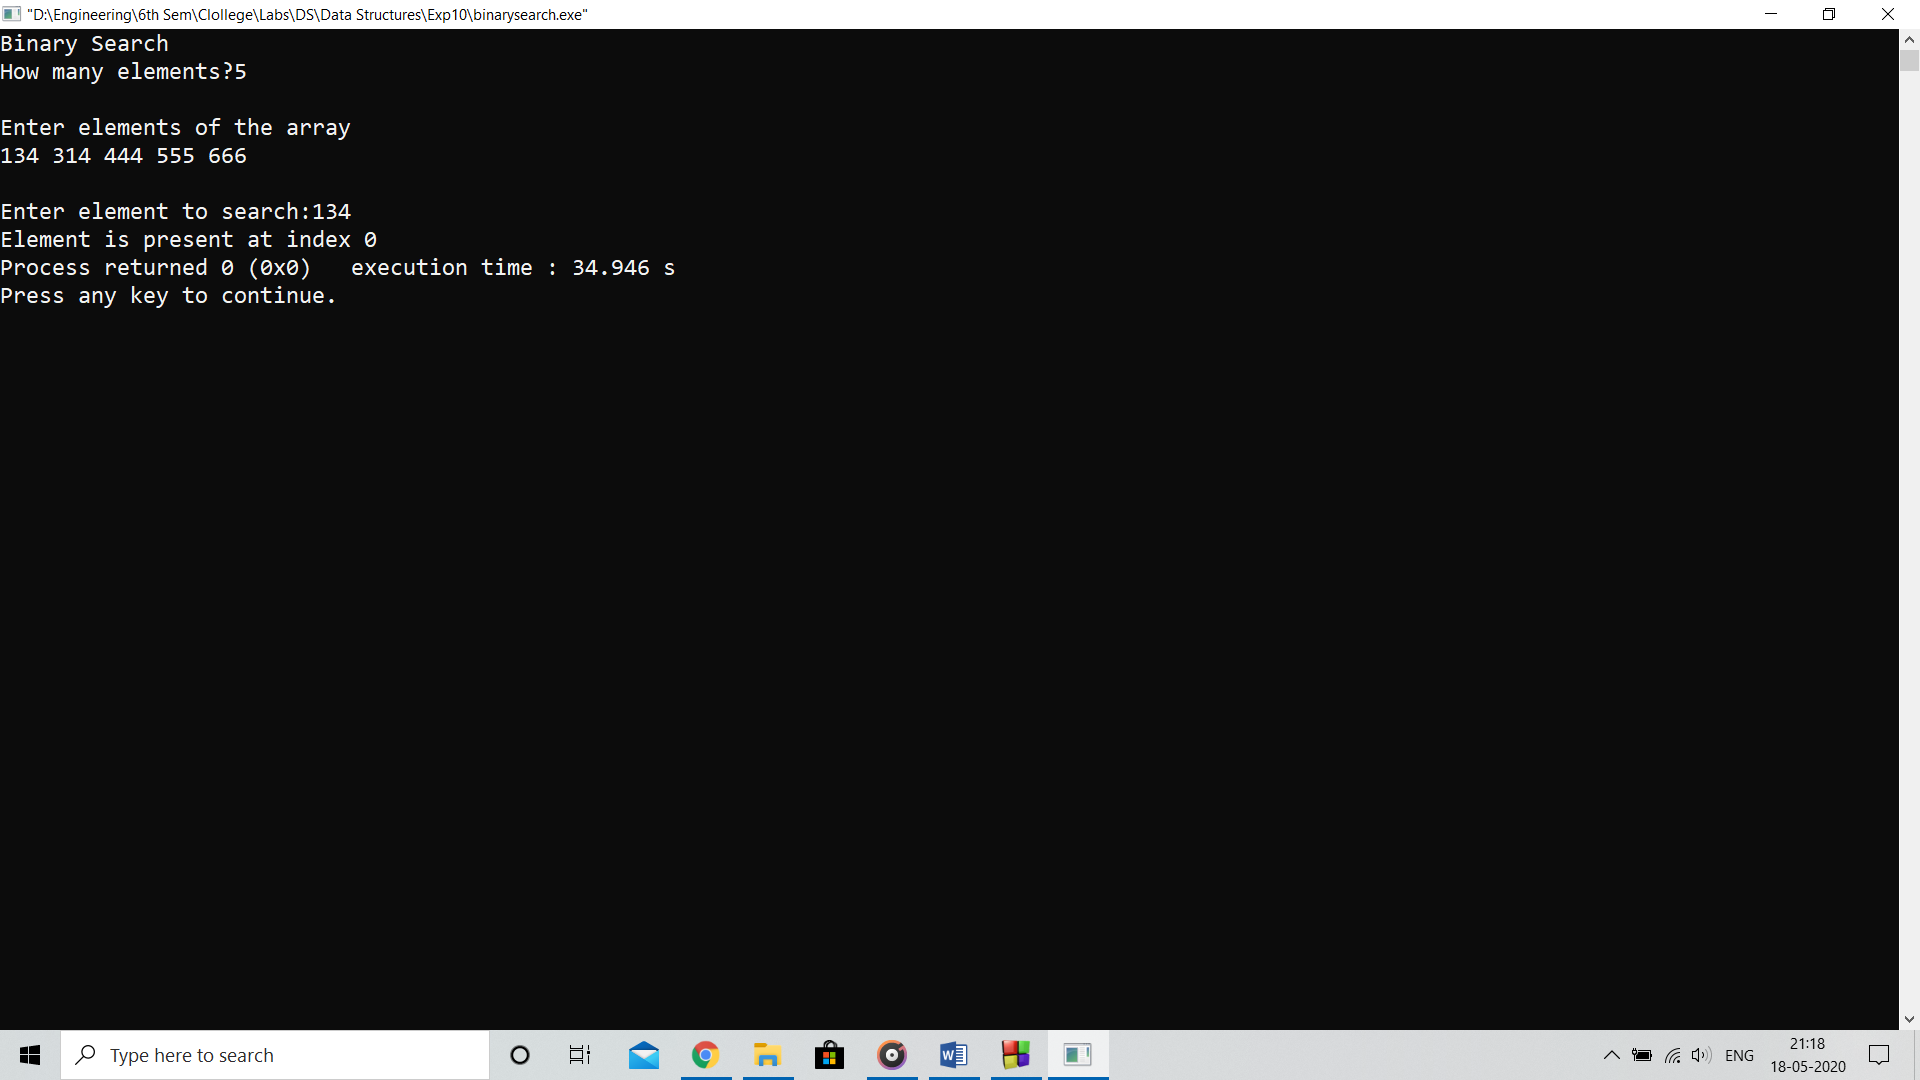 "D:\Engineering\6th Sem\Clollege\Labs\DS\Data Structures\Exp10\binarysearch.exe"
Binary Search
How many elements?5
Enter elements of the array
134 314 444 555 666
Enter element to search:134
Element is present at index 0
Process returned 0 (0x0)   execution time : 34.946 s
Press any key to continue.
Type here to search
W
ENG
21:18
18-05-2020